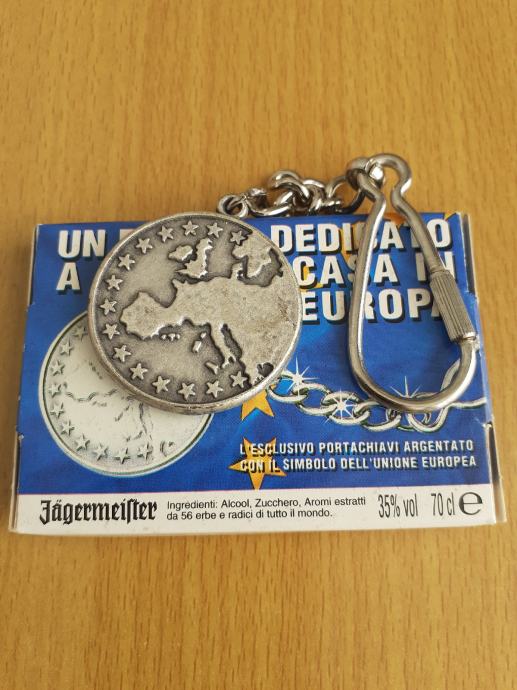 UN DEDICATO
A CASA IN
EUROPA
L'ESCLUSIVO PORTACHIAVI ARGENTATO
CON IL SIMBOLO DELL'UNIONE EUROPEA
Jägermeister
Ingredienti: Alcool, Zucchero, Aromi estratti
da 56 erbe e radici di tutto il mondo.
35% vol 70 cl e